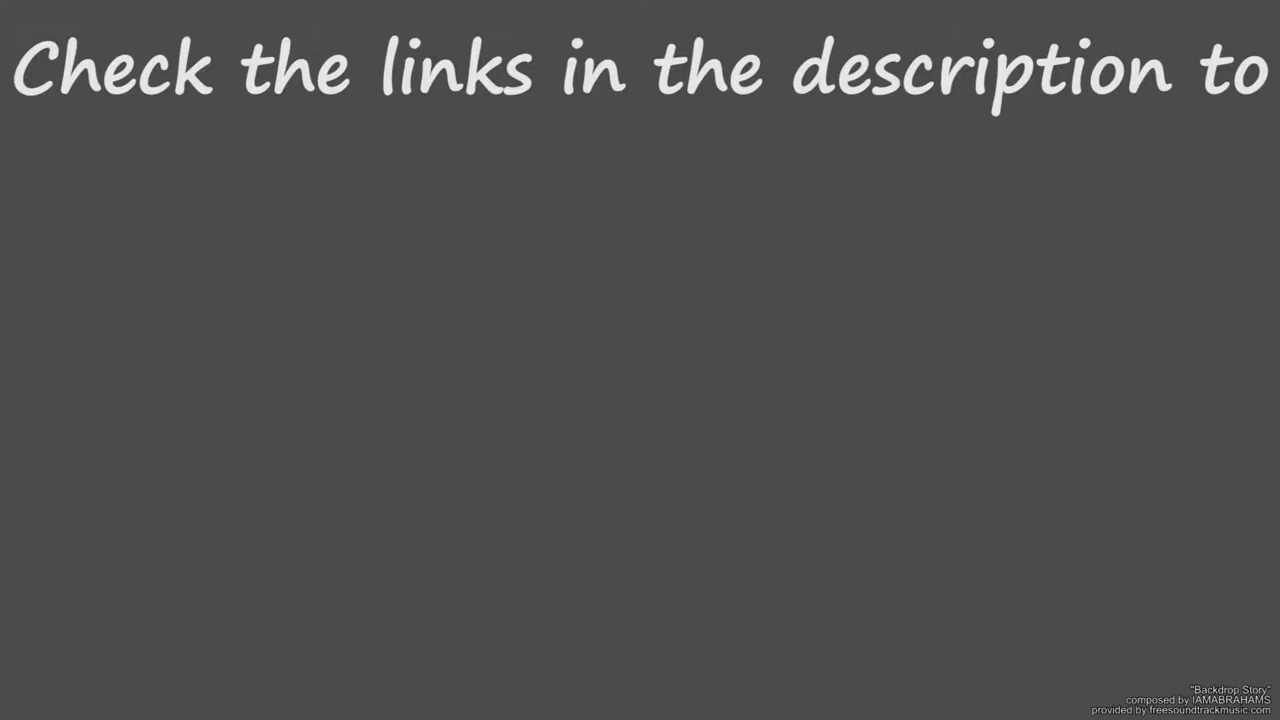 Check the links in the description to
"Backdrop Story"
composed by IAMABRAHAMS
provided by freesoundtrackmusic.com